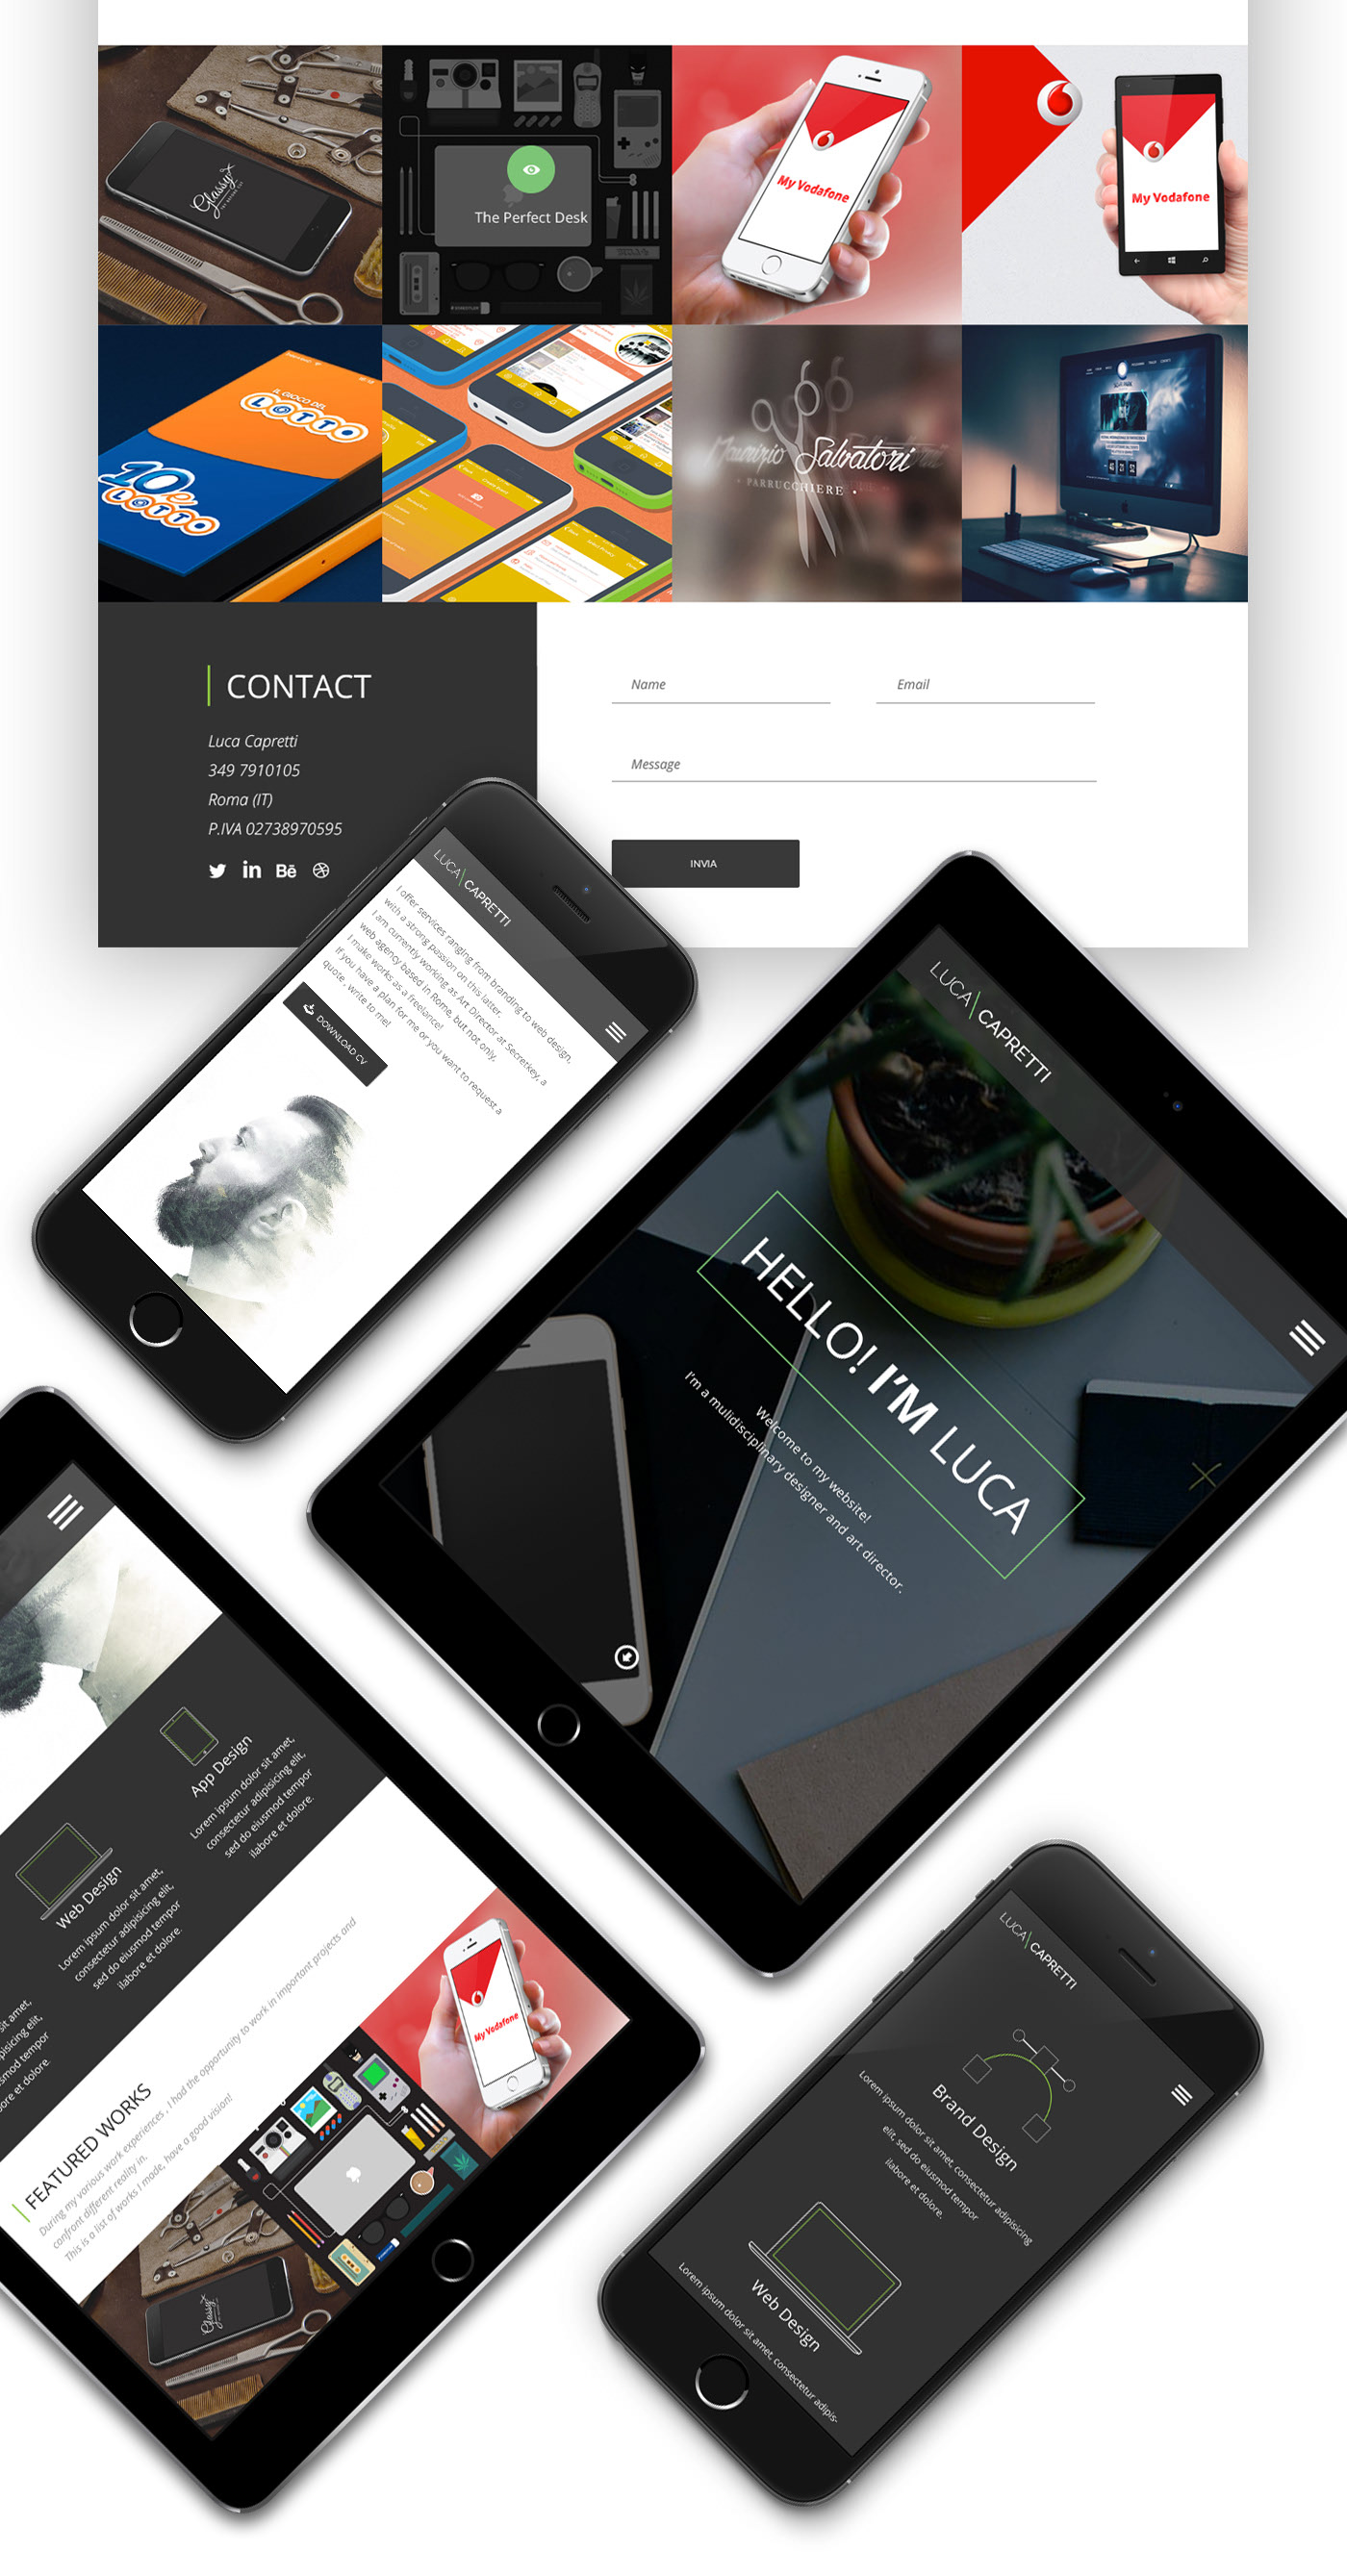 Glassy
The Perfect Desk
My Vodafone
My Vodafone
IL GIOCO DEL
LOTTO
10e
LOTTO
Maurizio Salvatori
PARRUCCHIERE
CONTACT
Luca Capretti
349 7910105
Roma (IT)
P.IVA 02738970595
Bē
Name
Email
Message
INVIA
LUCA\CAPRETTI
I offer services ranging from branding to web design,
with a strong passion on this latter.
I am currently working as Art Director at Secretkey, a
web agency based in Rome, but not only,
I make works as a freelance!
If you have a plan for me or you want to request a
quote , write to me!
DOWNLOAD CV
LUCA\CAPRETTI
HELLO! I'M LUCA
Welcome to my website!
I'm a mulidisciplinary designer and art director.
App Design
Lorem ipsum dolor sit amet,
consectetur adipisicing elit,
sed do eiusmod tempor
ilabore et dolore.
Web Design
Lorem ipsum dolor sit amet,
consectetur adipisicing elit,
sed do eiusmod tempor
ilabore et dolore.
sit amet,
pisicing elit,
smod tempor
ore et dolore.
FEATURED WORKS
During my various work experiences , I had the opportunity to work in important projects and
confront different reality in.
This is a list of works I made, have a good vision!
My Vodafone
Glassy
LUCA\CAPRETTI
Brand Design
Lorem ipsum dolor sit amet, consectetur adipisicing
elit, sed do eiusmod tempor
ilabore et dolore.
Web Design
Lorem ipsum dolor sit amet, consectetur adipis-